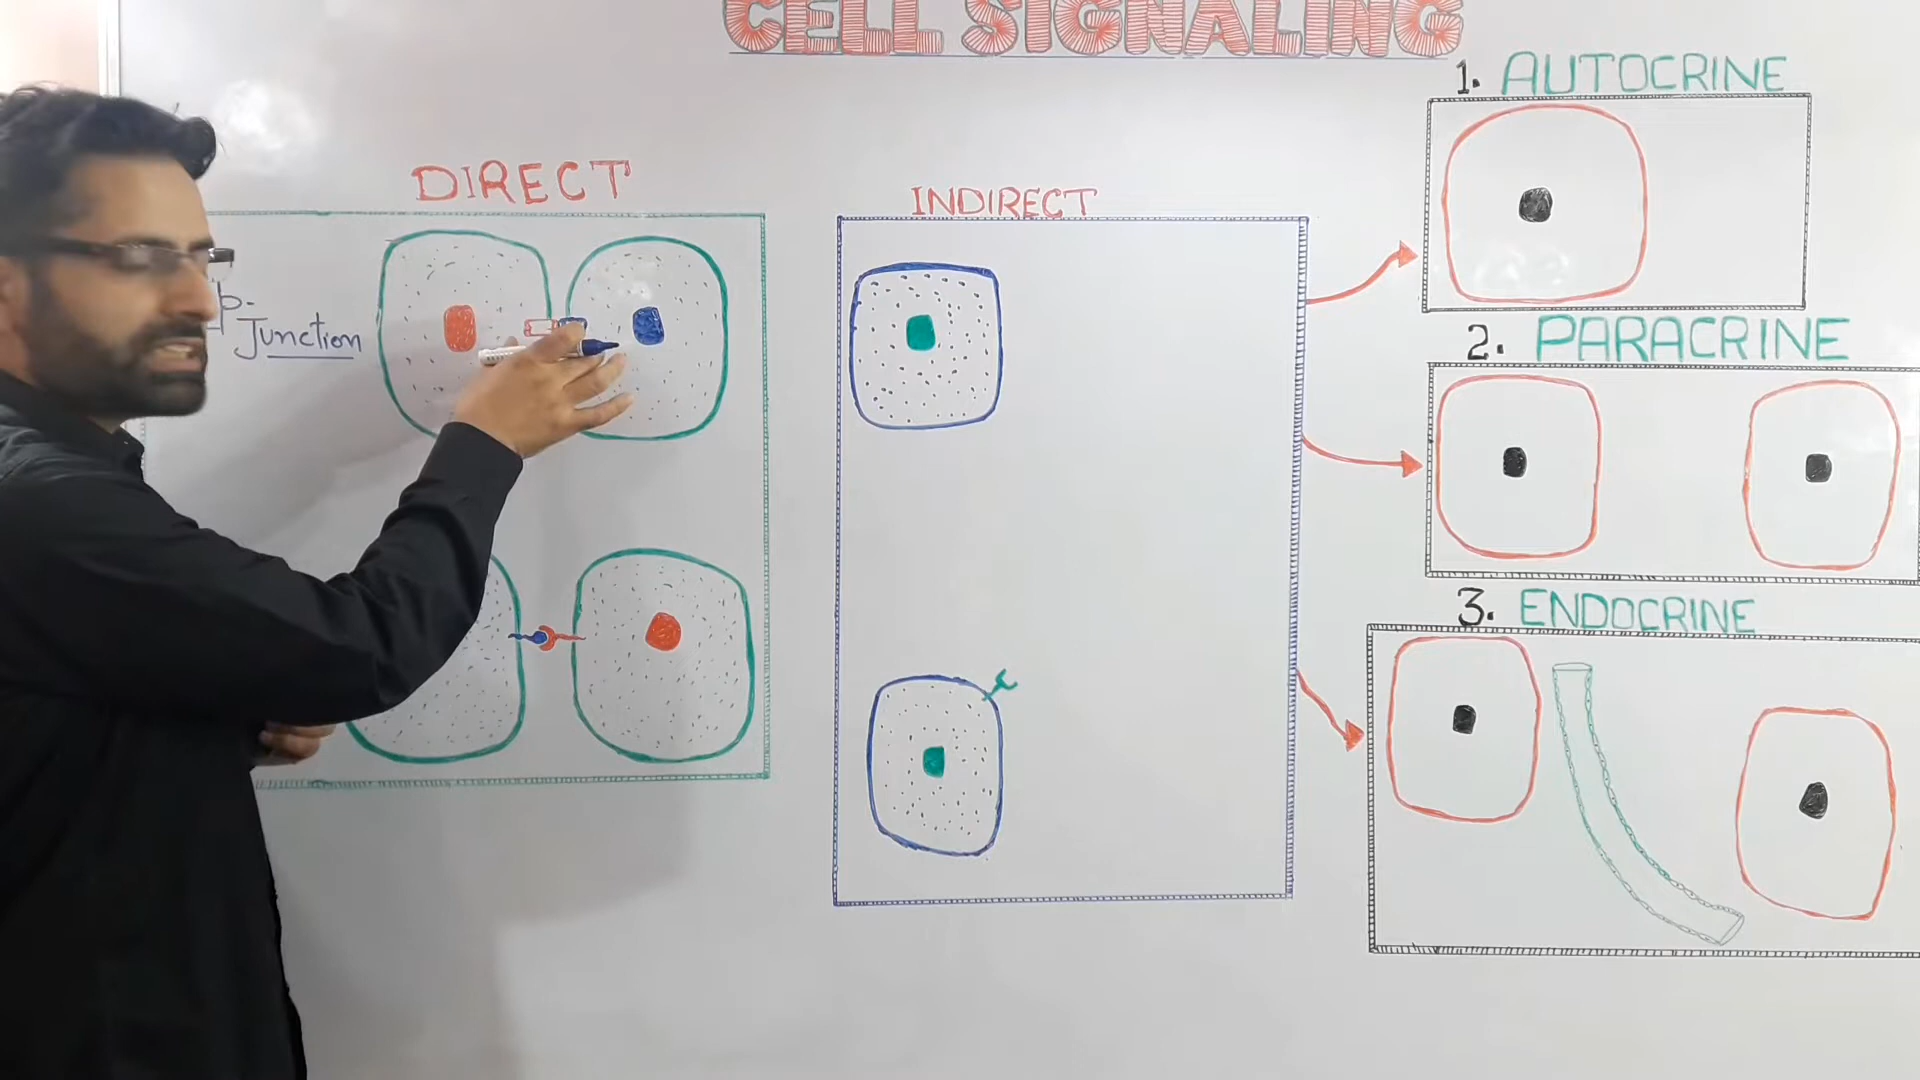 CELL SIGNALING
DIRECT
Junction
INDIRECT
1. AUTOCRINE
2. PARACRINE
3. ENDOCRINE